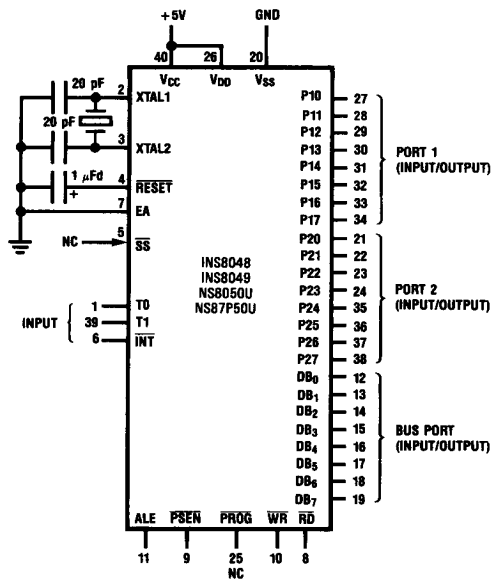 +5V
GND
40
26
20
VCC
VDD
VSS
20 pF
2
XTAL1
20 pF
3
XTAL2
1 μFd
+
4
RESET
7
EA
5
NC
SS
INS8048
INS8049
NS8050U
NS87P50U
INPUT
1
T0
39
T1
6
INT
P10 27
P11 28
P12 29
P13 30
P14 31
P15 32
P16 33
P17 34
PORT 1
(INPUT/OUTPUT)
P20 21
P21 22
P22 23
P23 24
P24 35
P25 36
P26 37
P27 38
PORT 2
(INPUT/OUTPUT)
DB0 12
DB1 13
DB2 14
DB3 15
DB4 16
DB5 17
DB6 18
DB7 19
BUS PORT
(INPUT/OUTPUT)
ALE PSEN PROG WR RD
11 9 25 10 8
NC